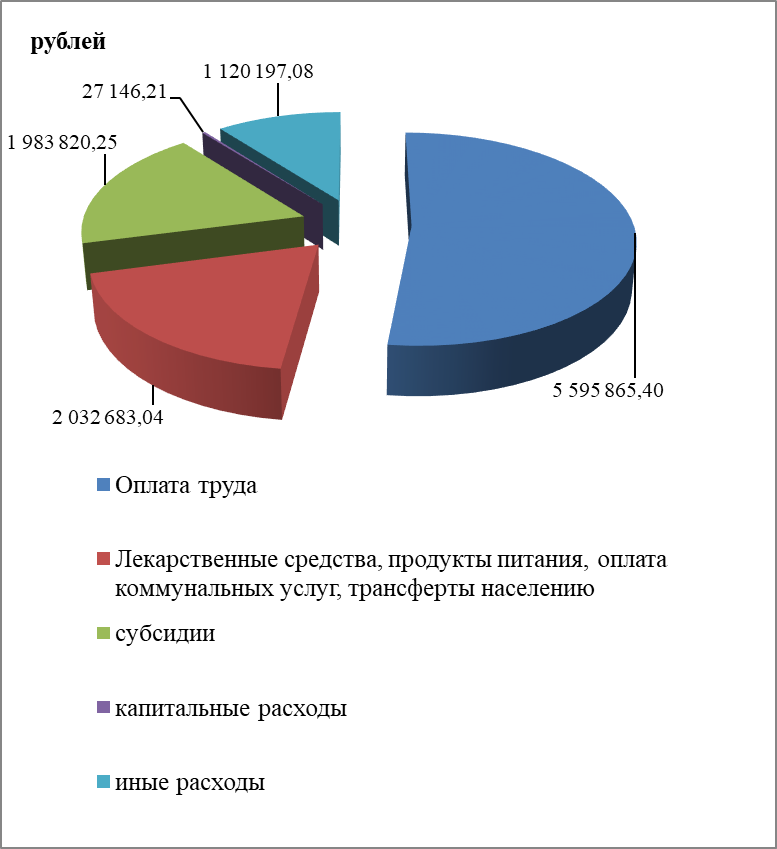 рублей
1 120 197,08
27 146,21
1 983 820,25
5 595 865,40
2 032 683,04
Оплата труда
Лекарственные средства, продукты питания, оплата
коммунальных услуг, трансферты населению
субсидии
капитальные расходы
иные расходы